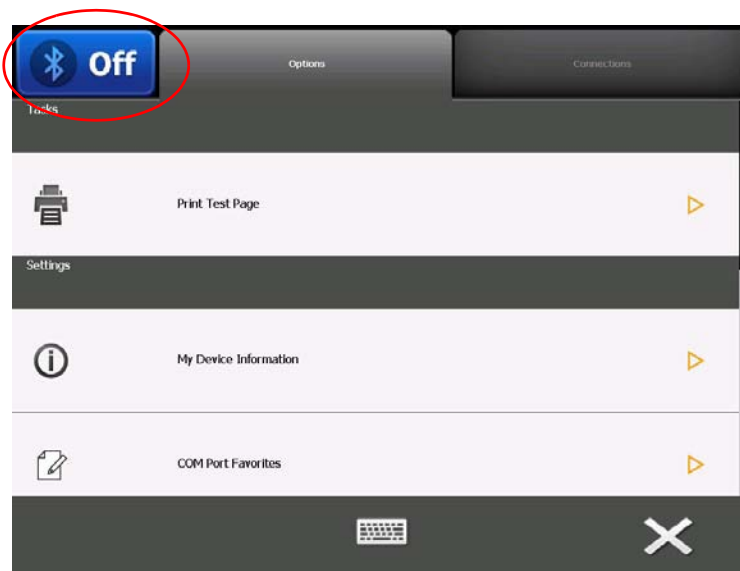 Off
Options
Connections
Tasks
Print Test Page
Settings
My Device Information
COM Port Favorites